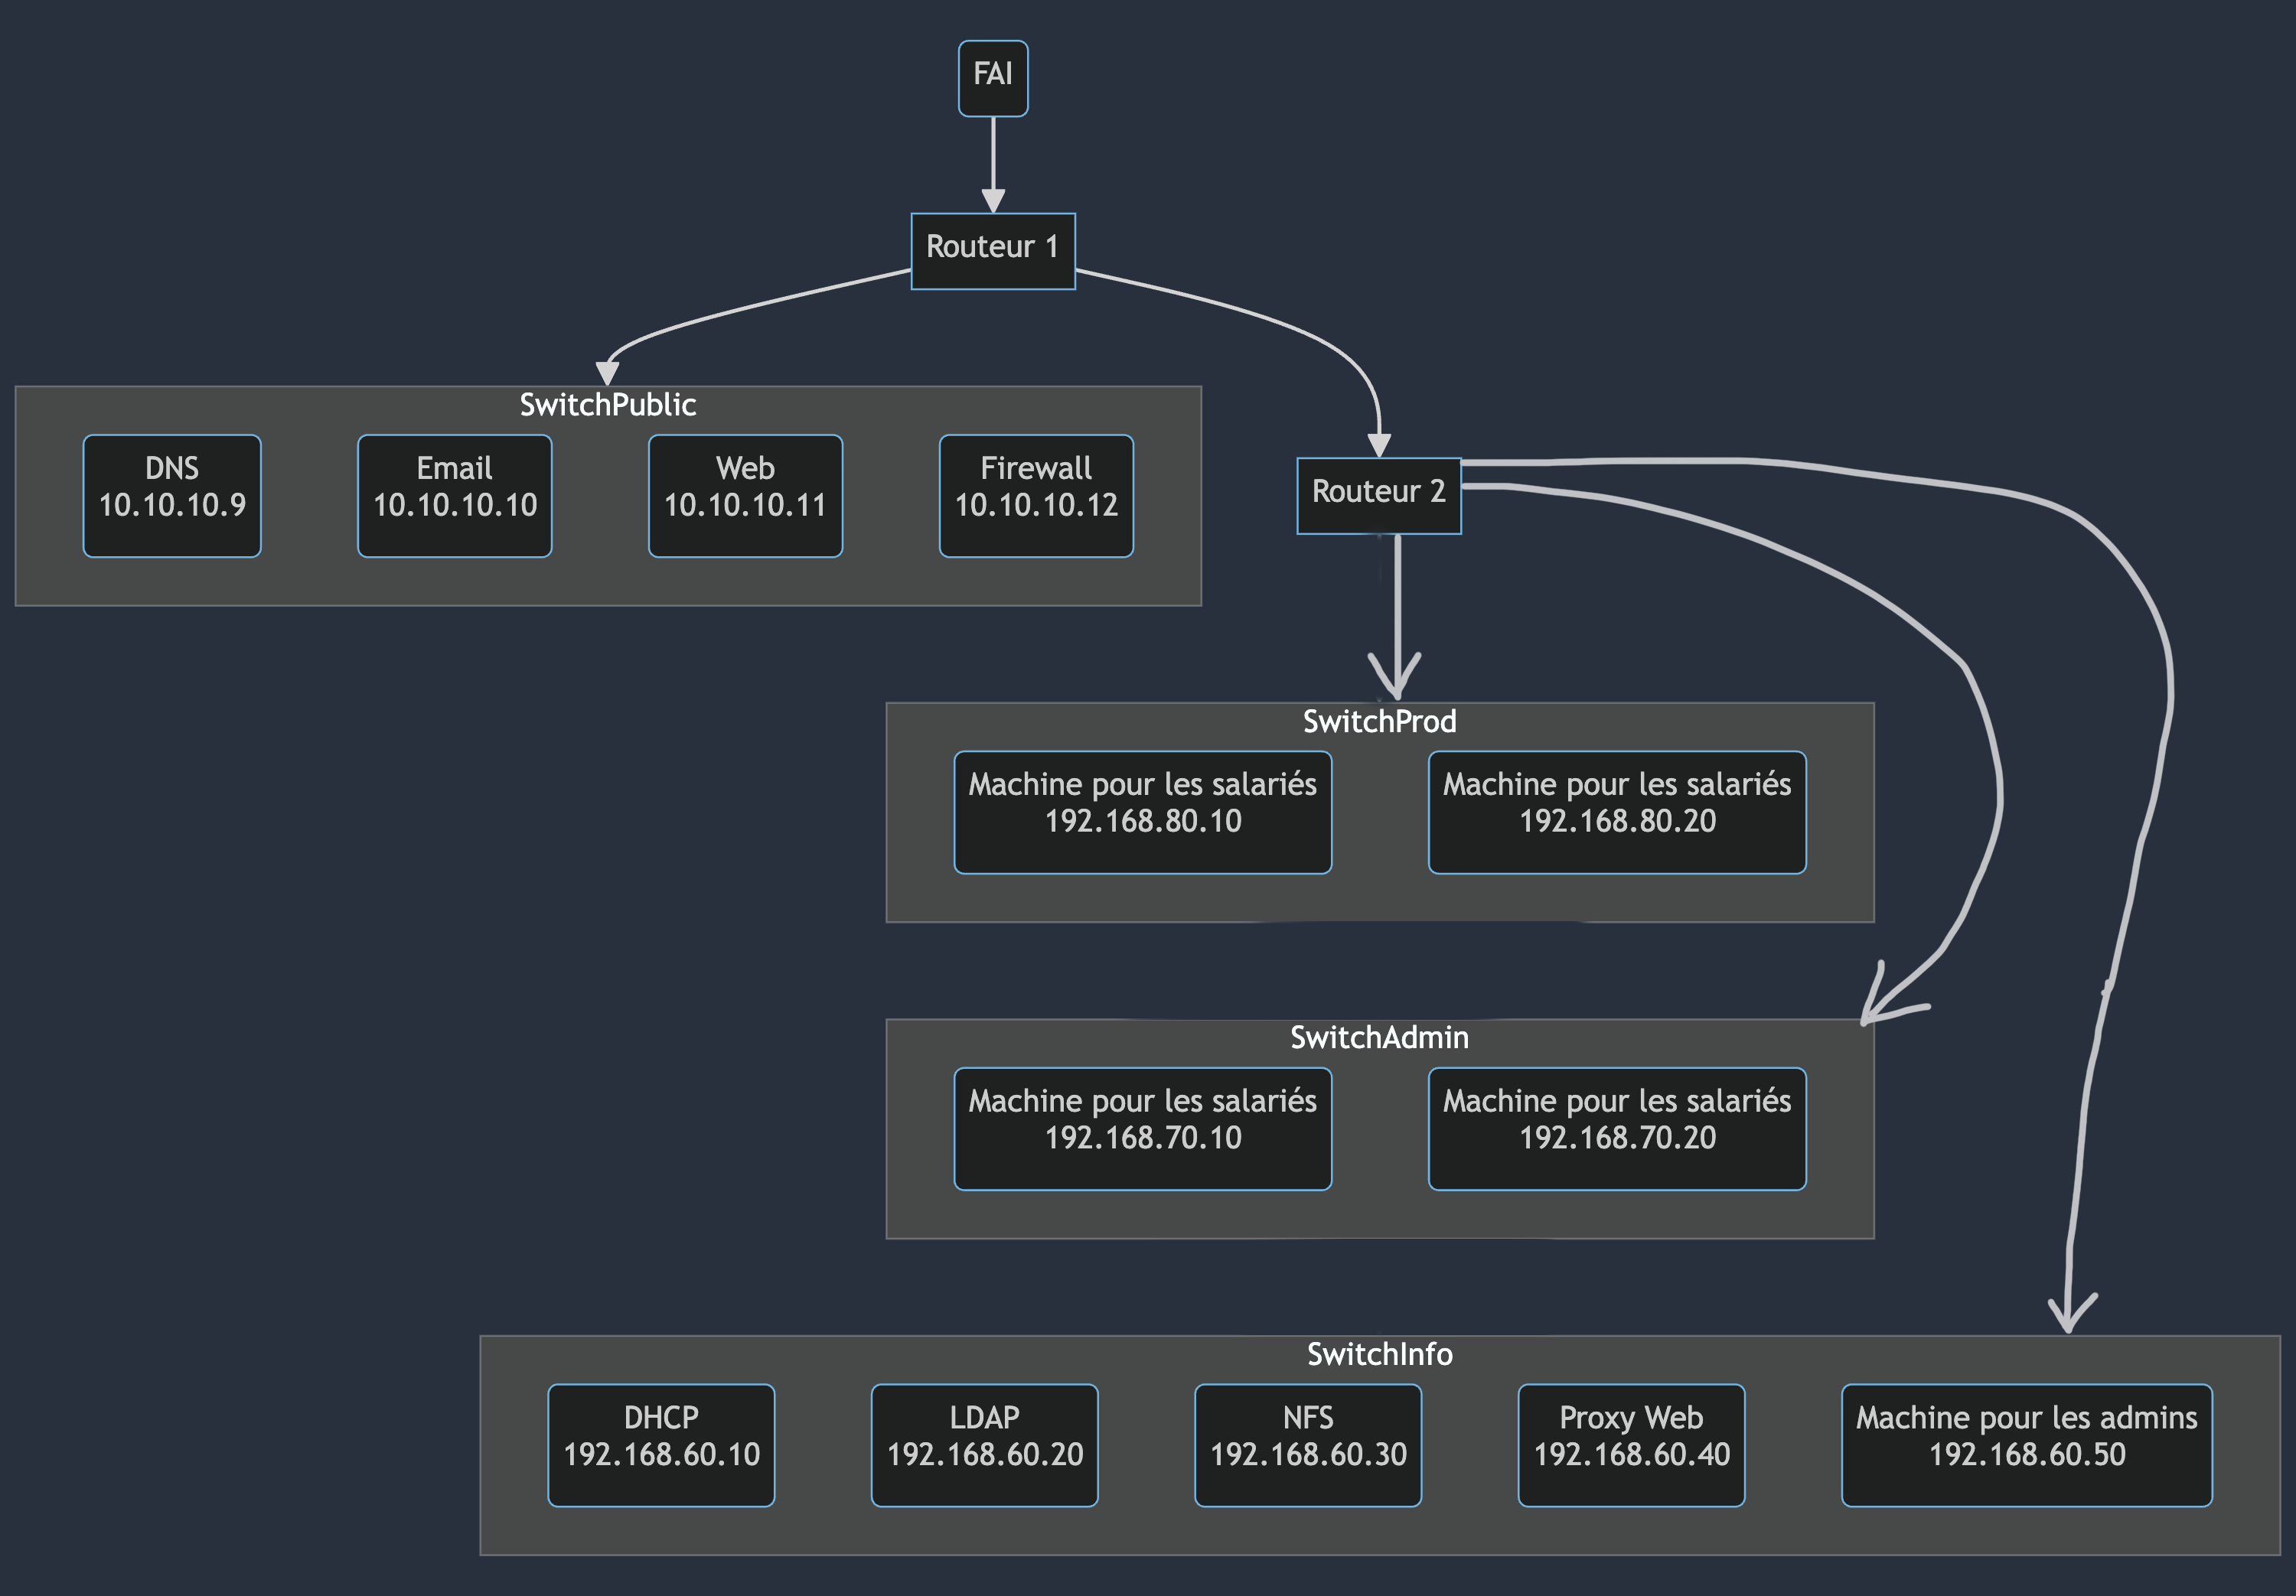 FAI
Routeur 1
SwitchPublic
DNS
10.10.10.9
Email
10.10.10.10
Web
10.10.10.11
Firewall
10.10.10.12
Routeur 2
SwitchProd
Machine pour les salariés
192.168.80.10
Machine pour les salariés
192.168.80.20
SwitchAdmin
Machine pour les salariés
192.168.70.10
Machine pour les salariés
192.168.70.20
SwitchInfo
DHCP
192.168.60.10
LDAP
192.168.60.20
NFS
192.168.60.30
Proxy Web
192.168.60.40
Machine pour les admins
192.168.60.50